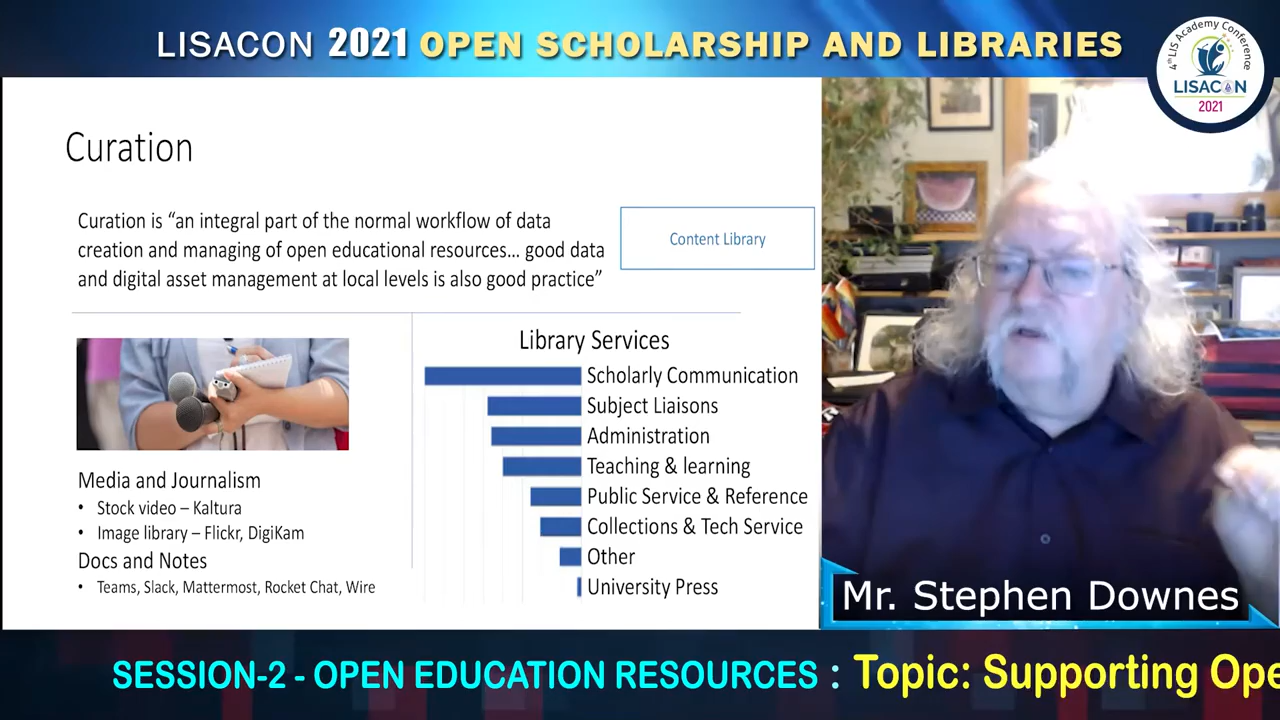 LISACON 2021 OPEN SCHOLARSHIP AND LIBRARIES
4th LIS Academy Conference
LISACON
2021
Curation
Curation is “an integral part of the normal workflow of data
creation and managing of open educational resources... good data
and digital asset management at local levels is also good practice”
Content Library
Media and Journalism
• Stock video – Kaltura
• Image library – Flickr, DigiKam
Docs and Notes
• Teams, Slack, Mattermost, Rocket Chat, Wire
Library Services
Scholarly Communication
Subject Liaisons
Administration
Teaching & learning
Public Service & Reference
Collections & Tech Service
Other
University Press
Mr. Stephen Downes
SESSION-2 - OPEN EDUCATION RESOURCES : Topic: Supporting Ope